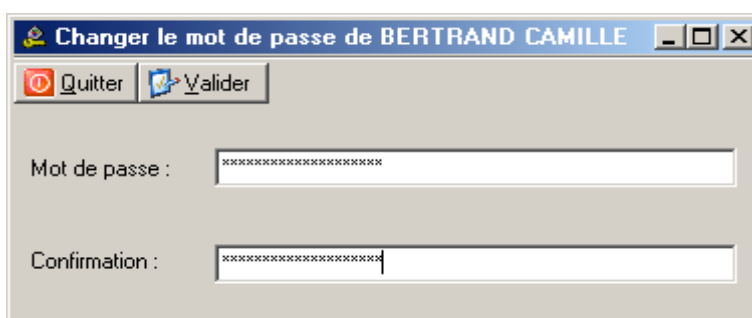 Changer le mot de passe de BERTRAND CAMILLE
Quitter Valider
Mot de passe : ********************
Confirmation : ********************